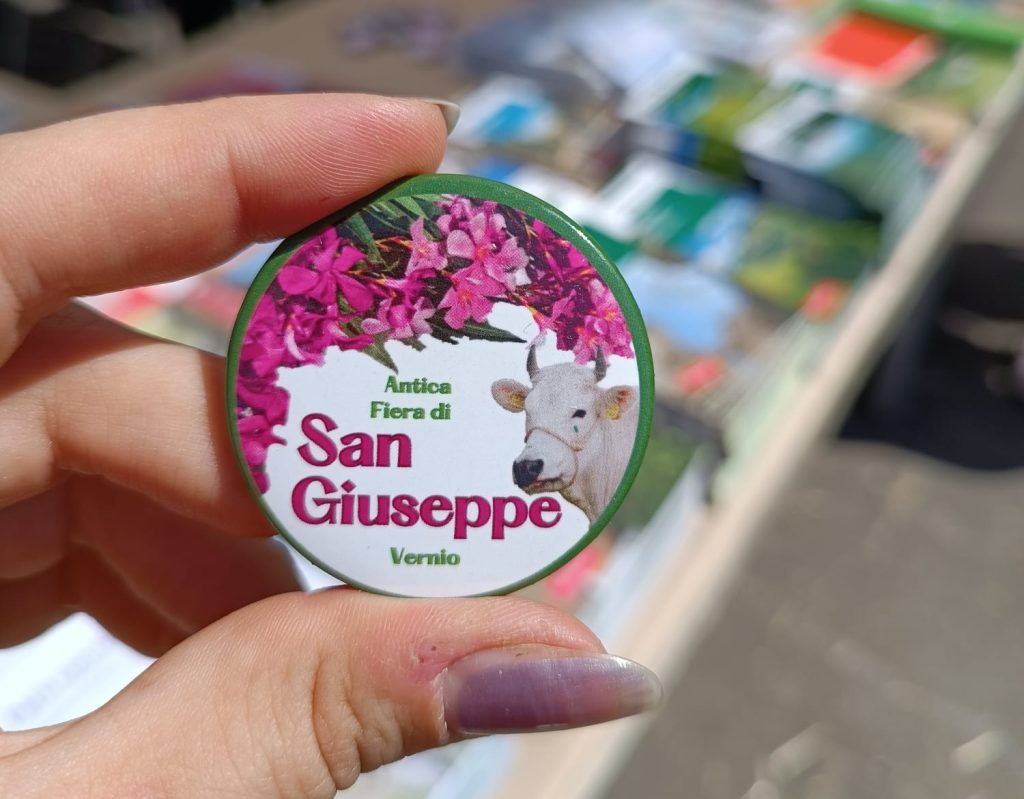 Antica
Fiera di
San
Giuseppe
Vernio